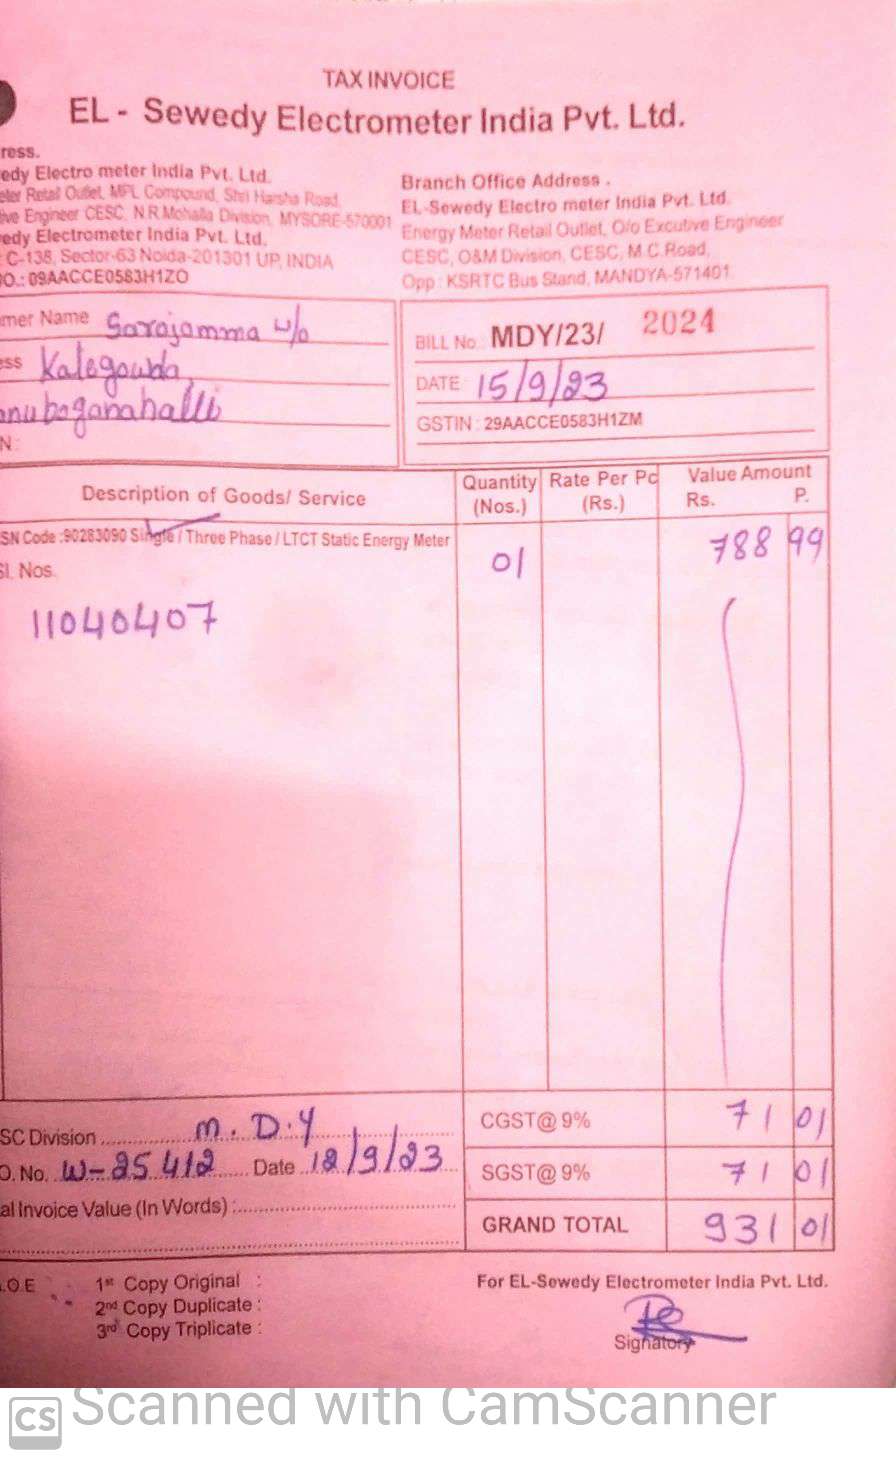 TAX INVOICE
EL - Sewedy Electrometer India Pvt. Ltd.
ress.
edy Electro meter India Pvt. Ltd.
eter Retail Outlet, MPL Compound, Shri Harsha Road,
ive Engineer CESC, N.R.Mohalla Division, MYSORE-570001
edy Electrometer India Pvt. Ltd.
C-138, Sector-63 Noida-201301 UP, INDIA
O.: 09AACCE0583H1ZO
Branch Office Address .
EL-Sewedy Electro meter India Pvt. Ltd.
Energy Meter Retail Outlet, O/o Excutive Engineer
CESC, O&M Division, CESC, M.C.Road,
Opp : KSRTC Bus Stand, MANDYA-571401
mer Name Sarojamma w/o
ess Kalegowda
anubaganahalli
N:
BILL No. MDY/23/ 2024
DATE 15/9/23
GSTIN : 29AACCE0583H1ZM
Description of Goods/ Service Quantity (Nos.) Rate Per Pc (Rs.) Value Amount Rs. P.
SN Code :90283090 Single / Three Phase / LTCT Static Energy Meter 01 788 99
Sl. Nos.
11040407
SC Division M.D.Y
O. No. W-25412 Date 12/9/23
al Invoice Value (In Words) :
CGST@ 9% 71 01
SGST@ 9% 71 01
GRAND TOTAL 931 01
.O.E
1st Copy Original :
2nd Copy Duplicate :
3rd Copy Triplicate :
For EL-Sewedy Electrometer India Pvt. Ltd.
Signatory
CS Scanned with CamScanner